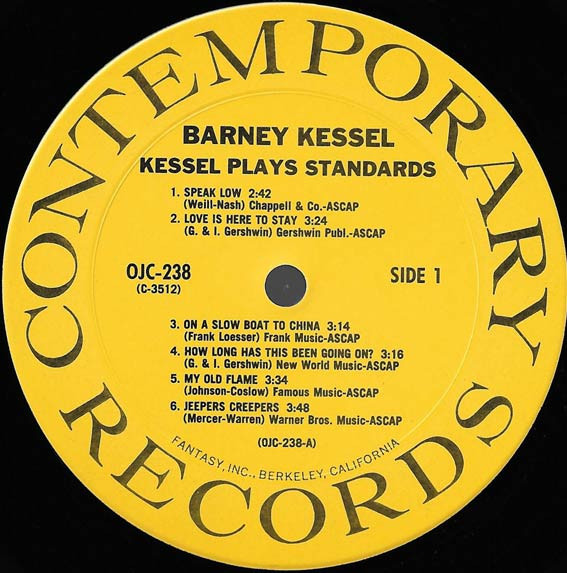 CONTEMPORARY
RECORDS
BARNEY KESSEL
KESSEL PLAYS STANDARDS
1. SPEAK LOW 2:42
(Weill-Nash) Chappell & Co.-ASCAP
2. LOVE IS HERE TO STAY 3:24
(G. & I. Gershwin) Gershwin Publ.-ASCAP
OJC-238
(C-3512)
SIDE 1
3. ON A SLOW BOAT TO CHINA 3:14
(Frank Loesser) Frank Music-ASCAP
4. HOW LONG HAS THIS BEEN GOING ON? 3:16
(G. & I. Gershwin) New World Music-ASCAP
5. MY OLD FLAME 3:34
(Johnson-Coslow) Famous Music-ASCAP
6. JEEPERS CREEPERS 3:48
(Mercer-Warren) Warner Bros. Music-ASCAP
(OJC-238-A)
FANTASY, INC., BERKELEY, CALIFORNIA